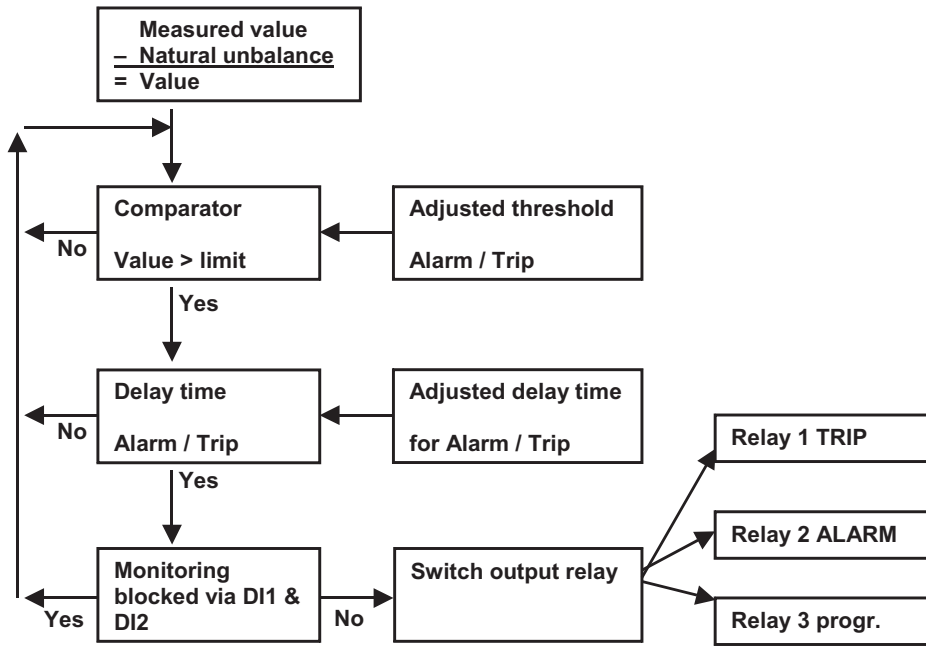 Measured value
– Natural unbalance
= Value
Comparator
Value > limit
Adjusted threshold
Alarm / Trip
No
Yes
Delay time
Alarm / Trip
Adjusted delay time
for Alarm / Trip
No
Yes
Monitoring
blocked via DI1 &
DI2
Yes
No
Switch output relay
Relay 1 TRIP
Relay 2 ALARM
Relay 3 progr.